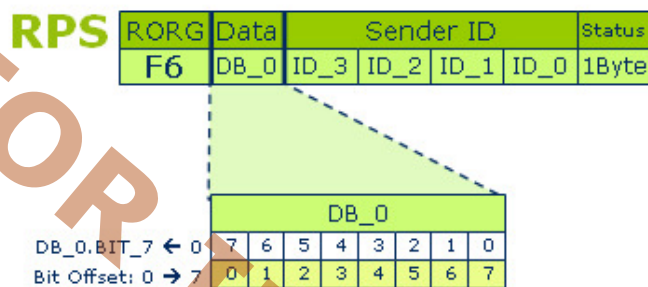 RPS RORG Data Sender ID Status
F6 DB_0 ID_3 ID_2 ID_1 ID_0 1Byte
DB_0
DB_0.BIT_7 ← 0 7 6 5 4 3 2 1 0
Bit Offset: 0 → 7 0 1 2 3 4 5 6 7
TOR